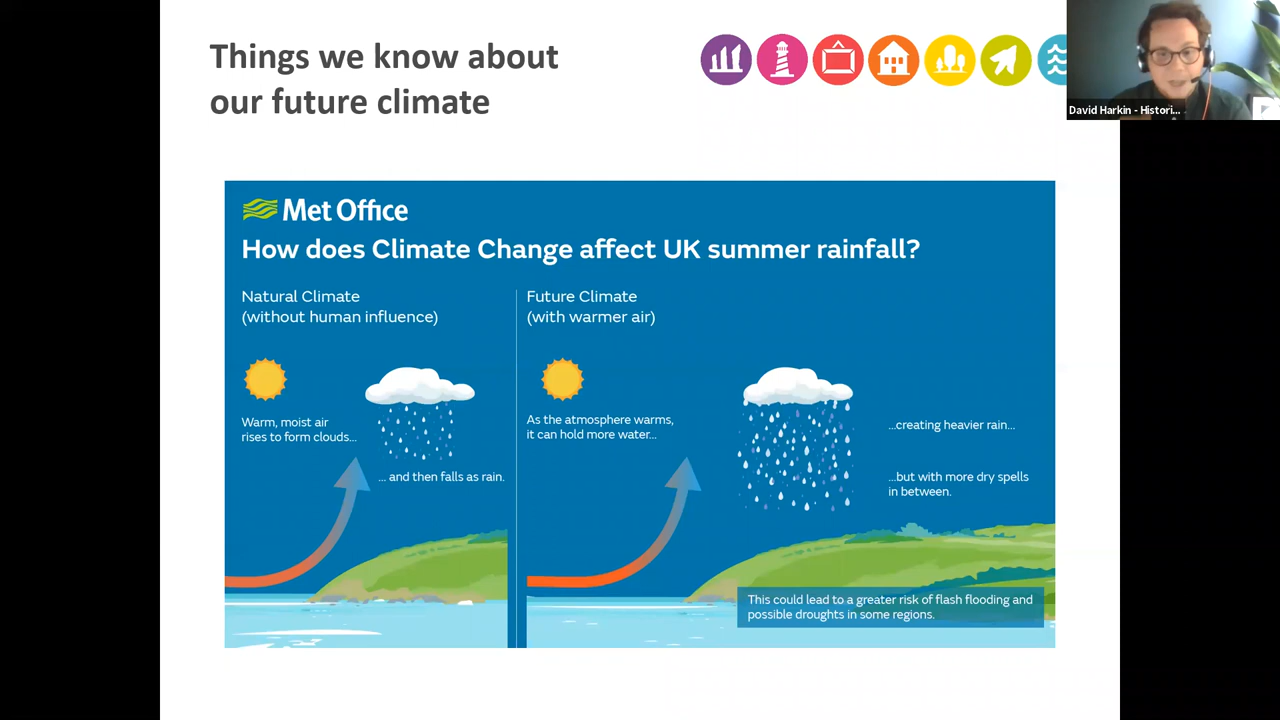 Things we know about
our future climate
David Harkin - Histori...
Met Office
How does Climate Change affect UK summer rainfall?
Natural Climate
(without human influence)
Warm, moist air
rises to form clouds...
... and then falls as rain.
Future Climate
(with warmer air)
As the atmosphere warms,
it can hold more water...
...creating heavier rain...
...but with more dry spells
in between.
This could lead to a greater risk of flash flooding and
possible droughts in some regions.